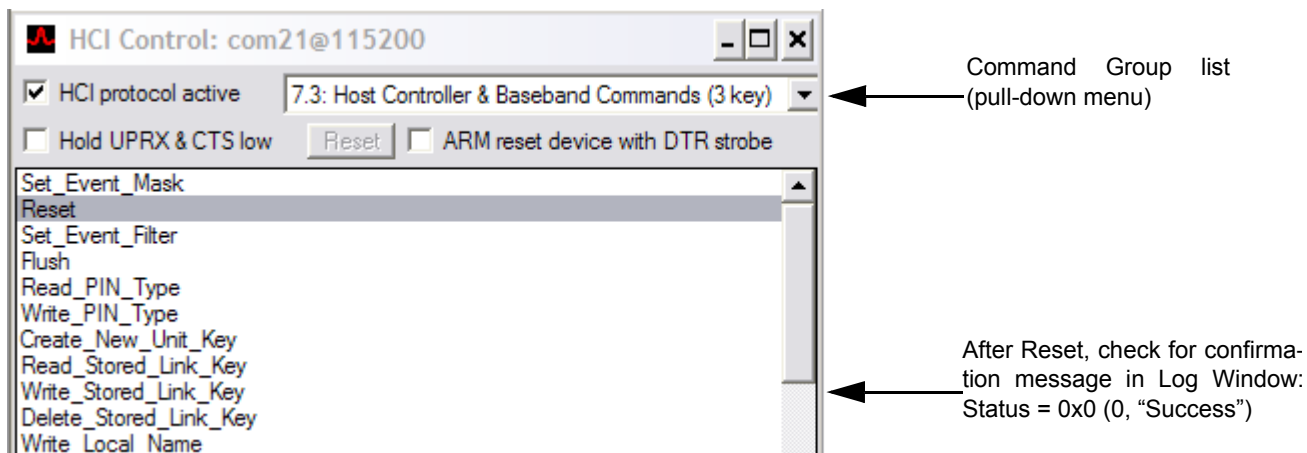 HCI Control: com21@115200
HCI protocol active
7.3: Host Controller & Baseband Commands (3 key)
Hold UPRX & CTS low
Reset
ARM reset device with DTR strobe
Set_Event_Mask
Reset
Set_Event_Filter
Flush
Read_PIN_Type
Write_PIN_Type
Create_New_Unit_Key
Read_Stored_Link_Key
Write_Stored_Link_Key
Delete_Stored_Link_Key
Write_Local_Name
Command Group list
(pull-down menu)
After Reset, check for confirma-
tion message in Log Window:
Status = 0x0 (0, “Success”)